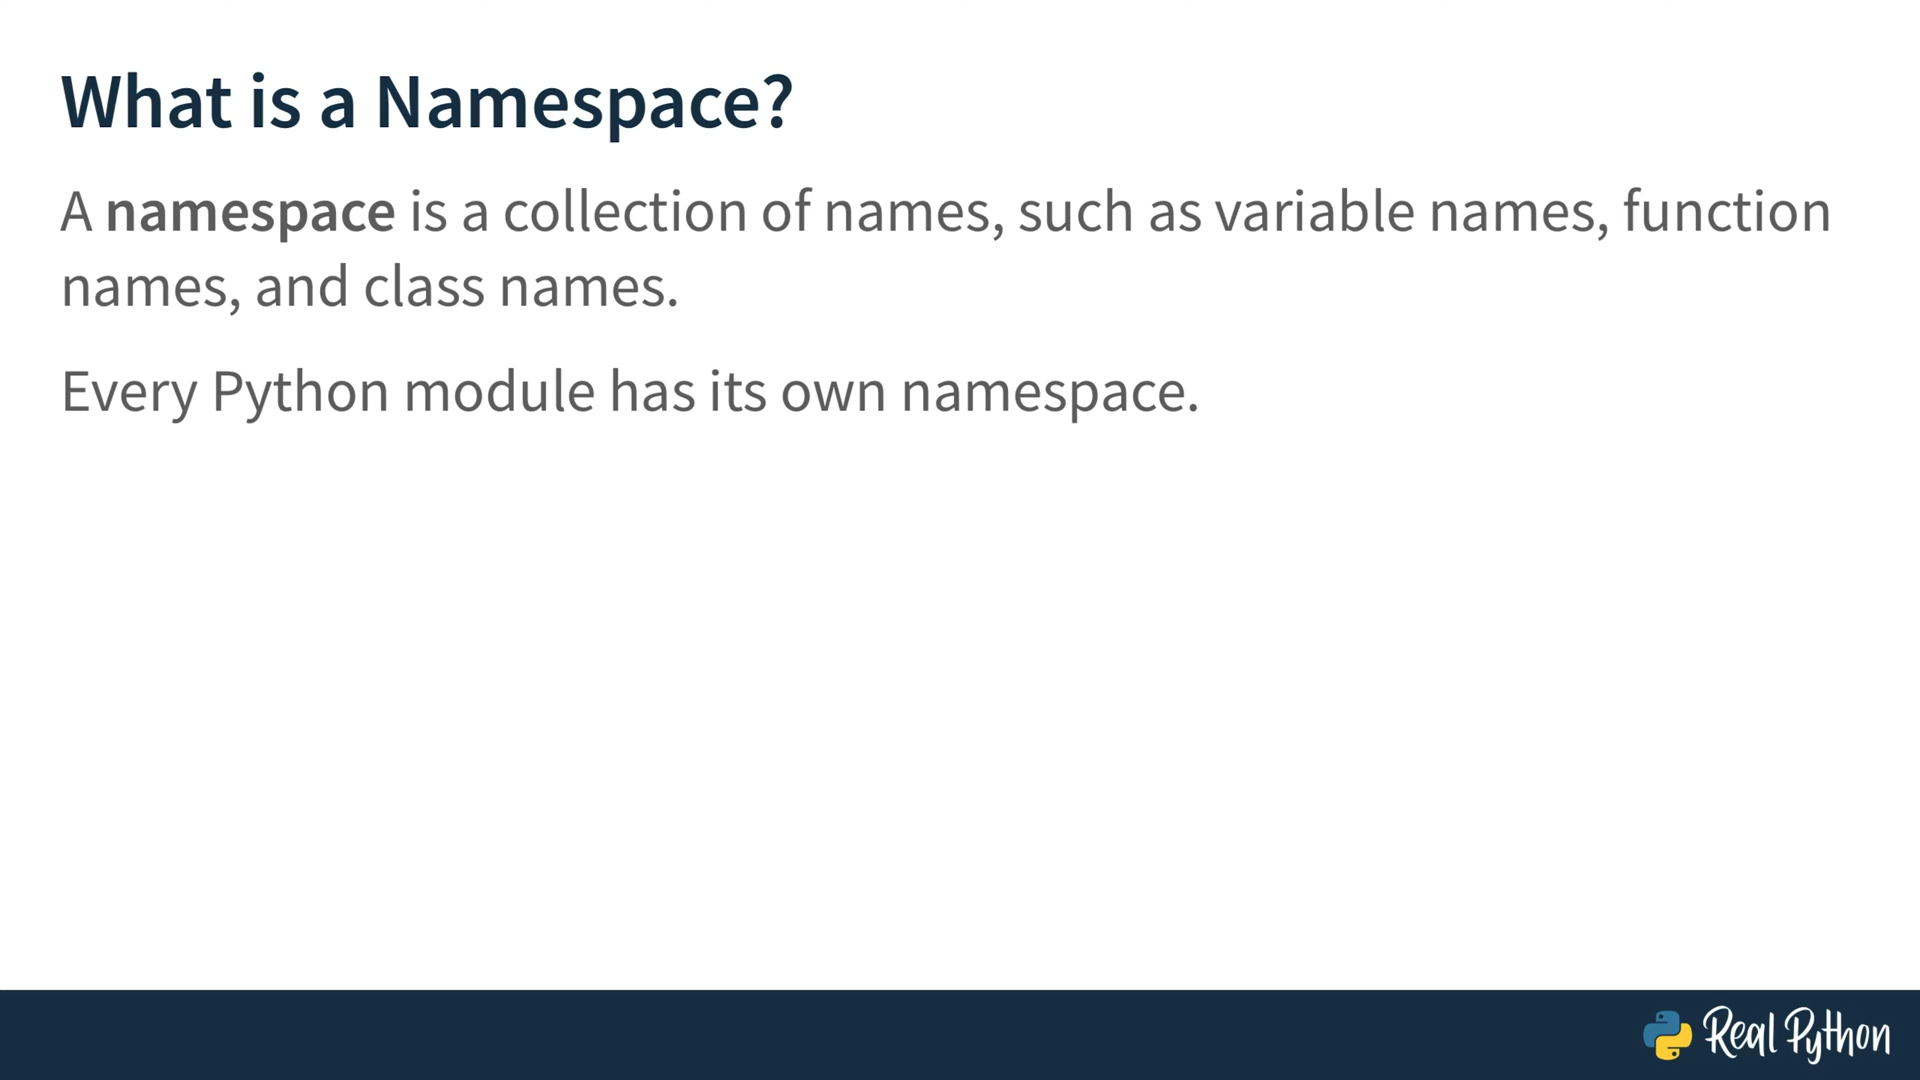 What is a Namespace?
A namespace is a collection of names, such as variable names, function
names, and class names.
Every Python module has its own namespace.
Real Python